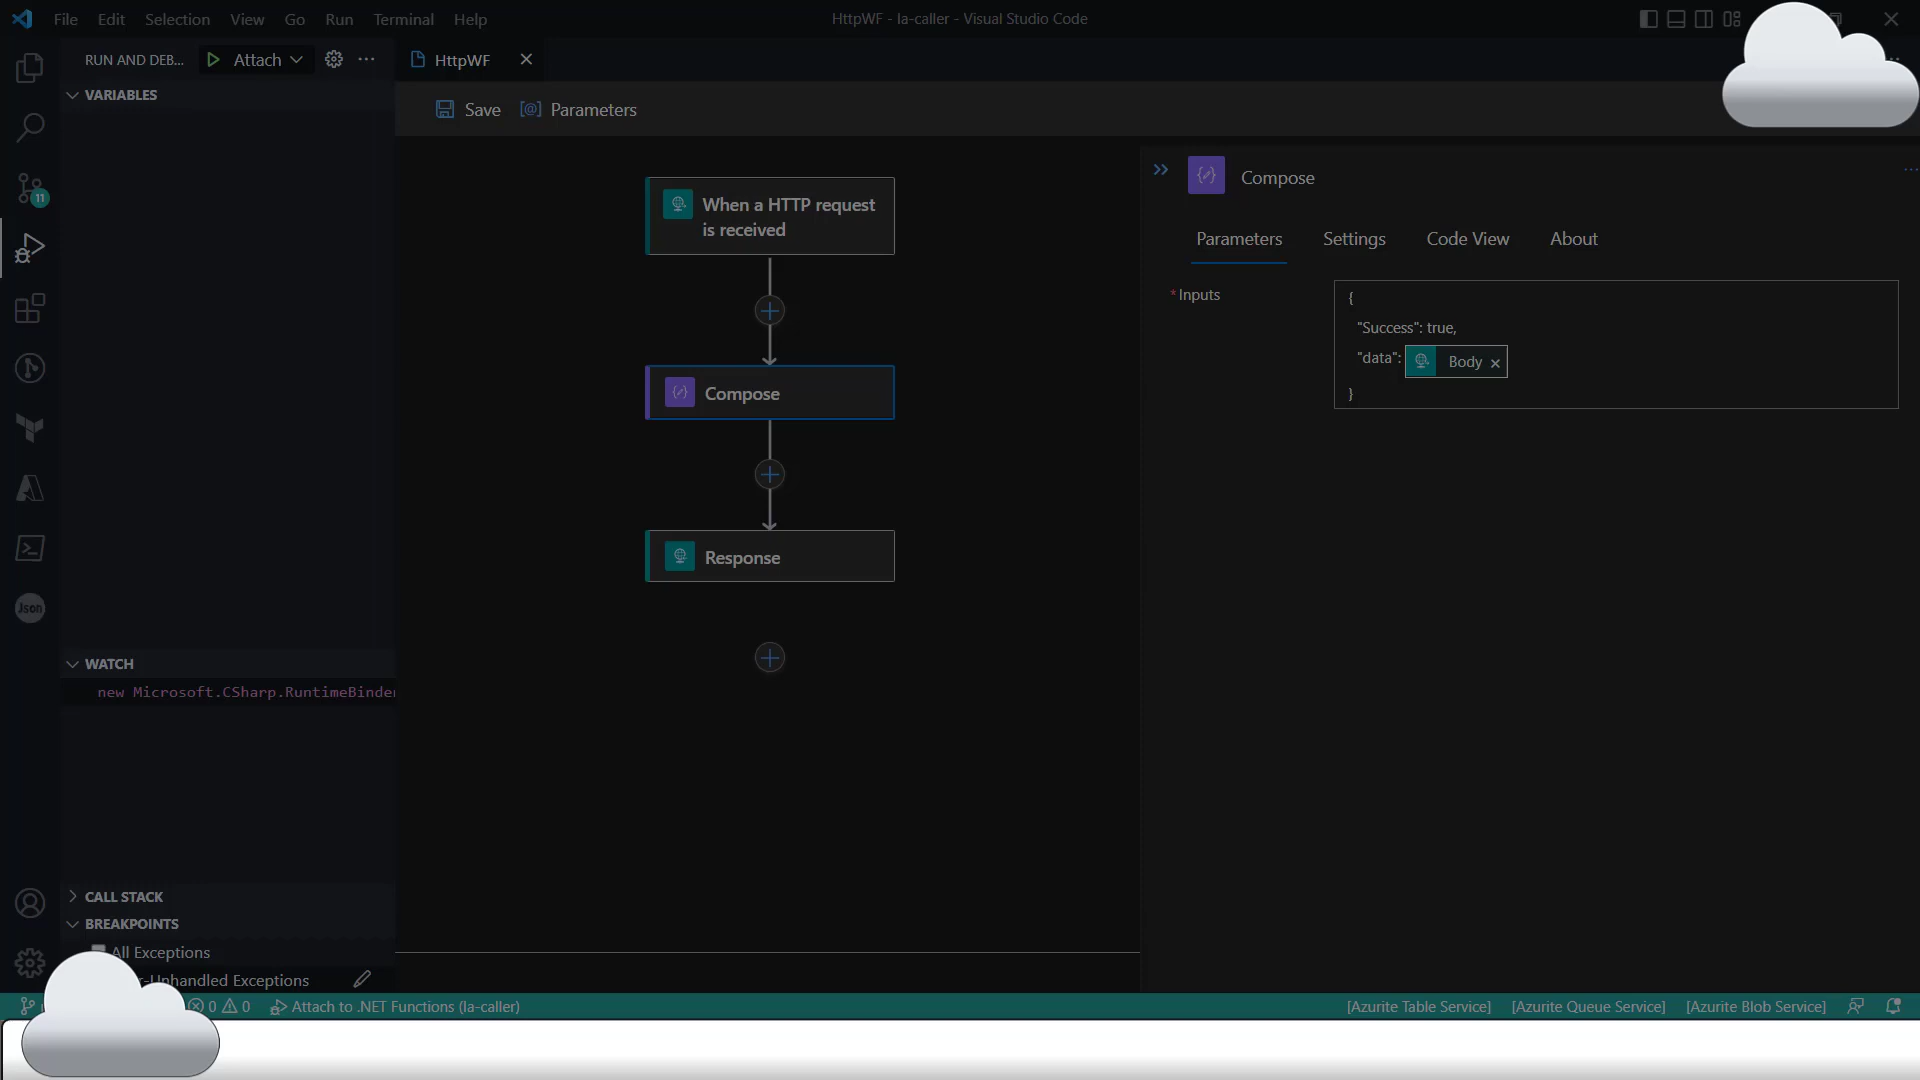 File Edit Selection View Go Run Terminal Help
HttpWF - la-caller - Visual Studio Code
RUN AND DEB...
Attach
HttpWF
VARIABLES
Save
Parameters
11
Json
When a HTTP request
is received
Compose
Response
Compose
Parameters Settings Code View About
* Inputs
{
"Success": true,
"data": Body
}
WATCH
new Microsoft.CSharp.RuntimeBinder
CALL STACK
BREAKPOINTS
All Exceptions
r-Unhandled Exceptions
0 0
Attach to .NET Functions (la-caller)
[Azurite Table Service] [Azurite Queue Service] [Azurite Blob Service]